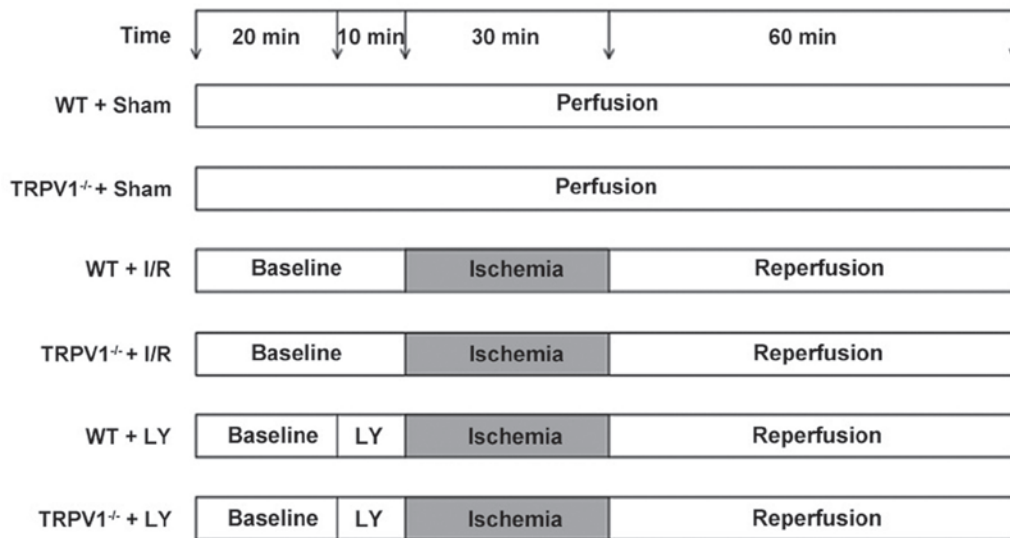 Time 20 min 10 min 30 min 60 min
WT + Sham Perfusion
TRPV1⁻/⁻ + Sham Perfusion
WT + I/R Baseline Ischemia Reperfusion
TRPV1⁻/⁻ + I/R Baseline Ischemia Reperfusion
WT + LY Baseline LY Ischemia Reperfusion
TRPV1⁻/⁻ + LY Baseline LY Ischemia Reperfusion